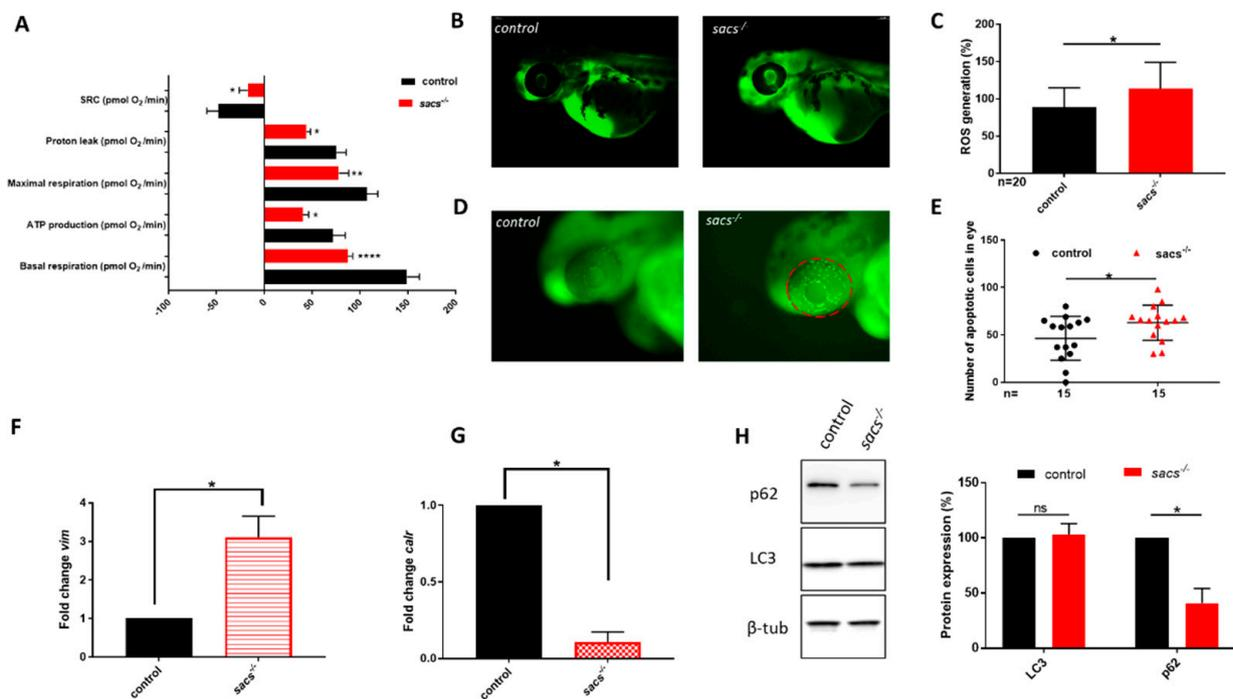 A
control
sacs-/-
SRC (pmol O2/min)
*
Proton leak (pmol O2/min)
*
Maximal respiration (pmol O2/min)
**
ATP production (pmol O2/min)
*
Basal respiration (pmol O2/min)
****
-100 -50 0 50 100 150 200
B
control
sacs-/-
C
ROS generation (%)
200
150
100
50
0
*
n=20
control
sacs-/-
D
control
sacs-/-
E
Number of apoptotic cells in eye
150
100
50
0
control
sacs-/-
*
n= 15 15
F
Fold change vim
4
3
2
1
0
*
control
sacs-/-
G
Fold change calr
1.0
0.5
0.0
*
control
sacs-/-
H
control
sacs-/-
p62
LC3
β-tub
control
sacs-/-
Protein expression (%)
150
100
50
0
ns
*
LC3
p62